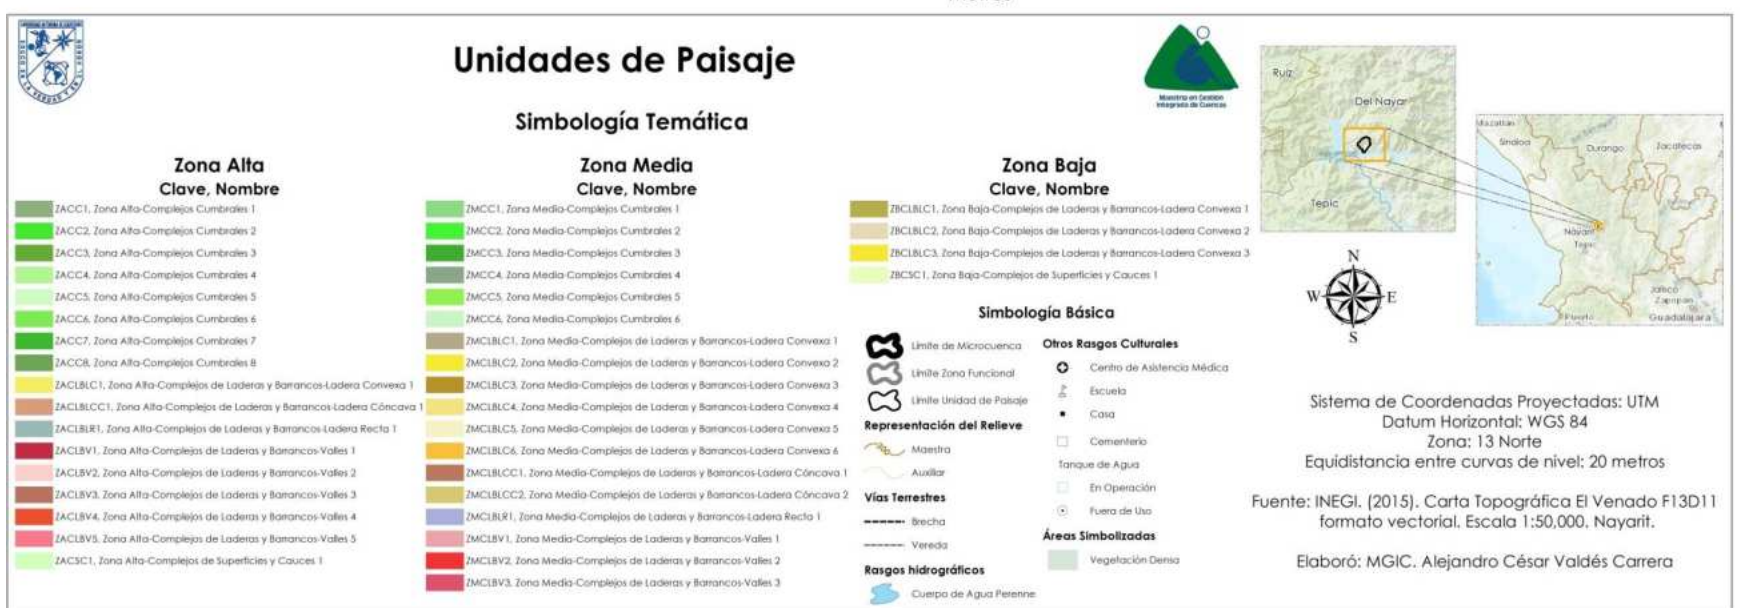 Unidades de Paisaje
Simbología Temática
Maestría en Gestión
Integrada de Cuencas
Zona Alta
Clave, Nombre
ZACC1, Zona Alta-Complejos Cumbrales 1
ZACC2, Zona Alta-Complejos Cumbrales 2
ZACC3, Zona Alta-Complejos Cumbrales 3
ZACC4, Zona Alta-Complejos Cumbrales 4
ZACC5, Zona Alta-Complejos Cumbrales 5
ZACC6, Zona Alta-Complejos Cumbrales 6
ZACC7, Zona Alta-Complejos Cumbrales 7
ZACC8, Zona Alta-Complejos Cumbrales 8
ZACLBLC1, Zona Alta-Complejos de Laderas y Barrancos-Ladera Convexa 1
ZACLBLCC1, Zona Alta-Complejos de Laderas y Barrancos-Ladera Cóncava 1
ZACLBLR1, Zona Alta-Complejos de Laderas y Barrancos-Ladera Recta 1
ZACLBV1, Zona Alta-Complejos de Laderas y Barrancos-Valles 1
ZACLBV2, Zona Alta-Complejos de Laderas y Barrancos-Valles 2
ZACLBV3, Zona Alta-Complejos de Laderas y Barrancos-Valles 3
ZACLBV4, Zona Alta-Complejos de Laderas y Barrancos-Valles 4
ZACLBV5, Zona Alta-Complejos de Laderas y Barrancos-Valles 5
ZACSC1, Zona Alta-Complejos de Superficies y Cauces 1
Zona Media
Clave, Nombre
ZMCC1, Zona Media-Complejos Cumbrales 1
ZMCC2, Zona Media-Complejos Cumbrales 2
ZMCC3, Zona Media-Complejos Cumbrales 3
ZMCC4, Zona Media-Complejos Cumbrales 4
ZMCC5, Zona Media-Complejos Cumbrales 5
ZMCC6, Zona Media-Complejos Cumbrales 6
ZMCLBLC1, Zona Media-Complejos de Laderas y Barrancos-Ladera Convexa 1
ZMCLBLC2, Zona Media-Complejos de Laderas y Barrancos-Ladera Convexa 2
ZMCLBLC3, Zona Media-Complejos de Laderas y Barrancos-Ladera Convexa 3
ZMCLBLC4, Zona Media-Complejos de Laderas y Barrancos-Ladera Convexa 4
ZMCLBLC5, Zona Media-Complejos de Laderas y Barrancos-Ladera Convexa 5
ZMCLBLC6, Zona Media-Complejos de Laderas y Barrancos-Ladera Convexa 6
ZMCLBLCC1, Zona Media-Complejos de Laderas y Barrancos-Ladera Cóncava 1
ZMCLBLCC2, Zona Media-Complejos de Laderas y Barrancos-Ladera Cóncava 2
ZMCLBLR1, Zona Media-Complejos de Laderas y Barrancos-Ladera Recta 1
ZMCLBV1, Zona Media-Complejos de Laderas y Barrancos-Valles 1
ZMCLBV2, Zona Media-Complejos de Laderas y Barrancos-Valles 2
ZMCLBV3, Zona Media-Complejos de Laderas y Barrancos-Valles 3
Zona Baja
Clave, Nombre
ZBCLBLC1, Zona Baja-Complejos de Laderas y Barrancos-Ladera Convexa 1
ZBCLBLC2, Zona Baja-Complejos de Laderas y Barrancos-Ladera Convexa 2
ZBCLBLC3, Zona Baja-Complejos de Laderas y Barrancos-Ladera Convexa 3
ZBCSC1, Zona Baja-Complejos de Superficies y Cauces 1
Simbología Básica
Límite de Microcuenca
Límite Zona Funcional
Límite Unidad de Paisaje
Representación del Relieve
Maestra
Auxiliar
Vías Terrestres
Brecha
Vereda
Rasgos hidrográficos
Cuerpo de Agua Perenne
Otros Rasgos Culturales
Centro de Asistencia Médica
Escuela
Casa
Cementerio
Tanque de Agua
En Operación
Fuera de Uso
Áreas Simbolizadas
Vegetación Densa
Ruiz
Del Nayar
Tepic
Mazatlán
Sinaloa
Durango
Zacatecas
Nayarit
Tepic
Jalisco
Zapopan
Puerto
Guadalajara
N
W
E
S
Sistema de Coordenadas Proyectadas: UTM
Datum Horizontal: WGS 84
Zona: 13 Norte
Equidistancia entre curvas de nivel: 20 metros
Fuente: INEGI. (2015). Carta Topográfica El Venado F13D11
formato vectorial. Escala 1:50,000. Nayarit.
Elaboró: MGIC. Alejandro César Valdés Carrera